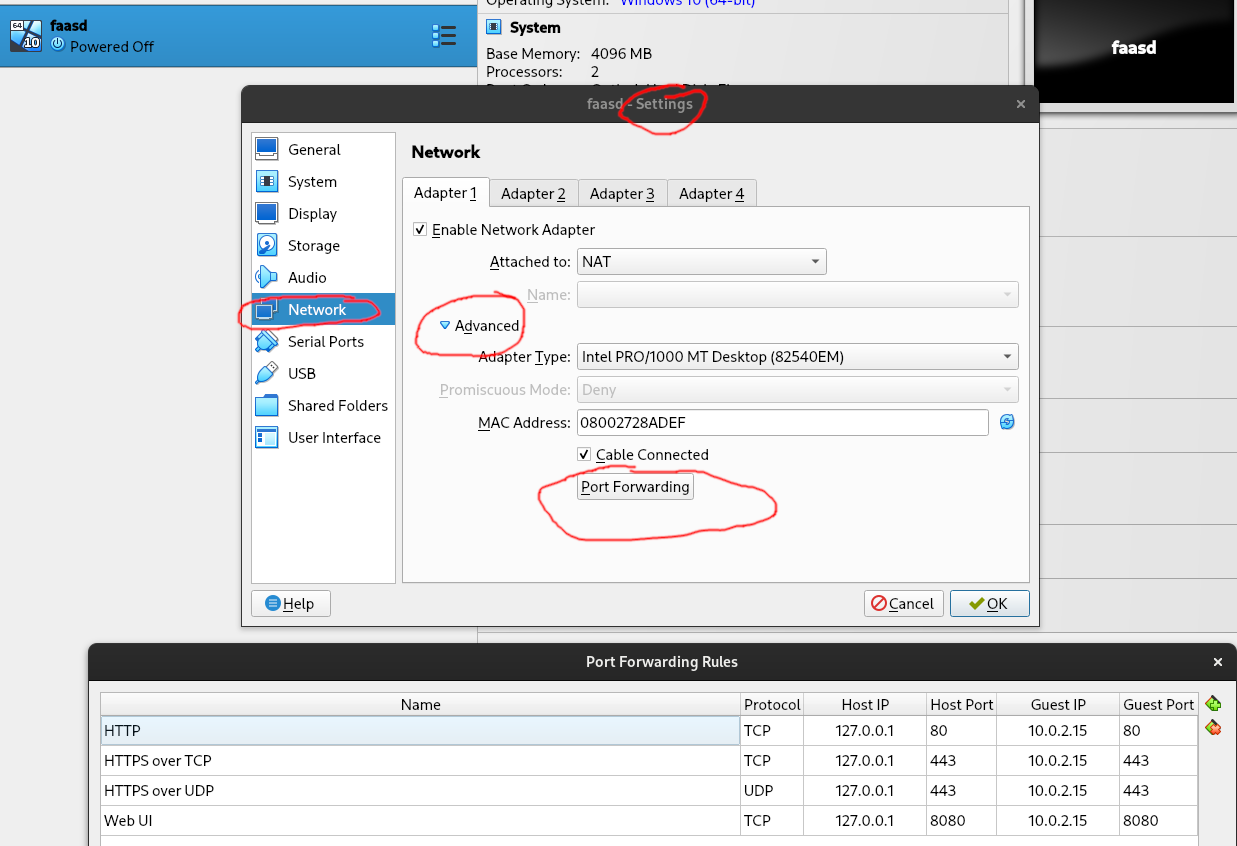 Operating System: Windows 10 (64-bit)
64
10
faasd
Powered Off
System
Base Memory: 4096 MB
Processors: 2
faasd
faasd - Settings
General
System
Display
Storage
Audio
Network
Serial Ports
USB
Shared Folders
User Interface
Network
Adapter 1 Adapter 2 Adapter 3 Adapter 4
Enable Network Adapter
Attached to: NAT
Name:
Advanced
Adapter Type: Intel PRO/1000 MT Desktop (82540EM)
Promiscuous Mode: Deny
MAC Address: 08002728ADEF
Cable Connected
Port Forwarding
Help Cancel OK
Port Forwarding Rules
Name Protocol Host IP Host Port Guest IP Guest Port
HTTP TCP 127.0.0.1 80 10.0.2.15 80
HTTPS over TCP TCP 127.0.0.1 443 10.0.2.15 443
HTTPS over UDP UDP 127.0.0.1 443 10.0.2.15 443
Web UI TCP 127.0.0.1 8080 10.0.2.15 8080